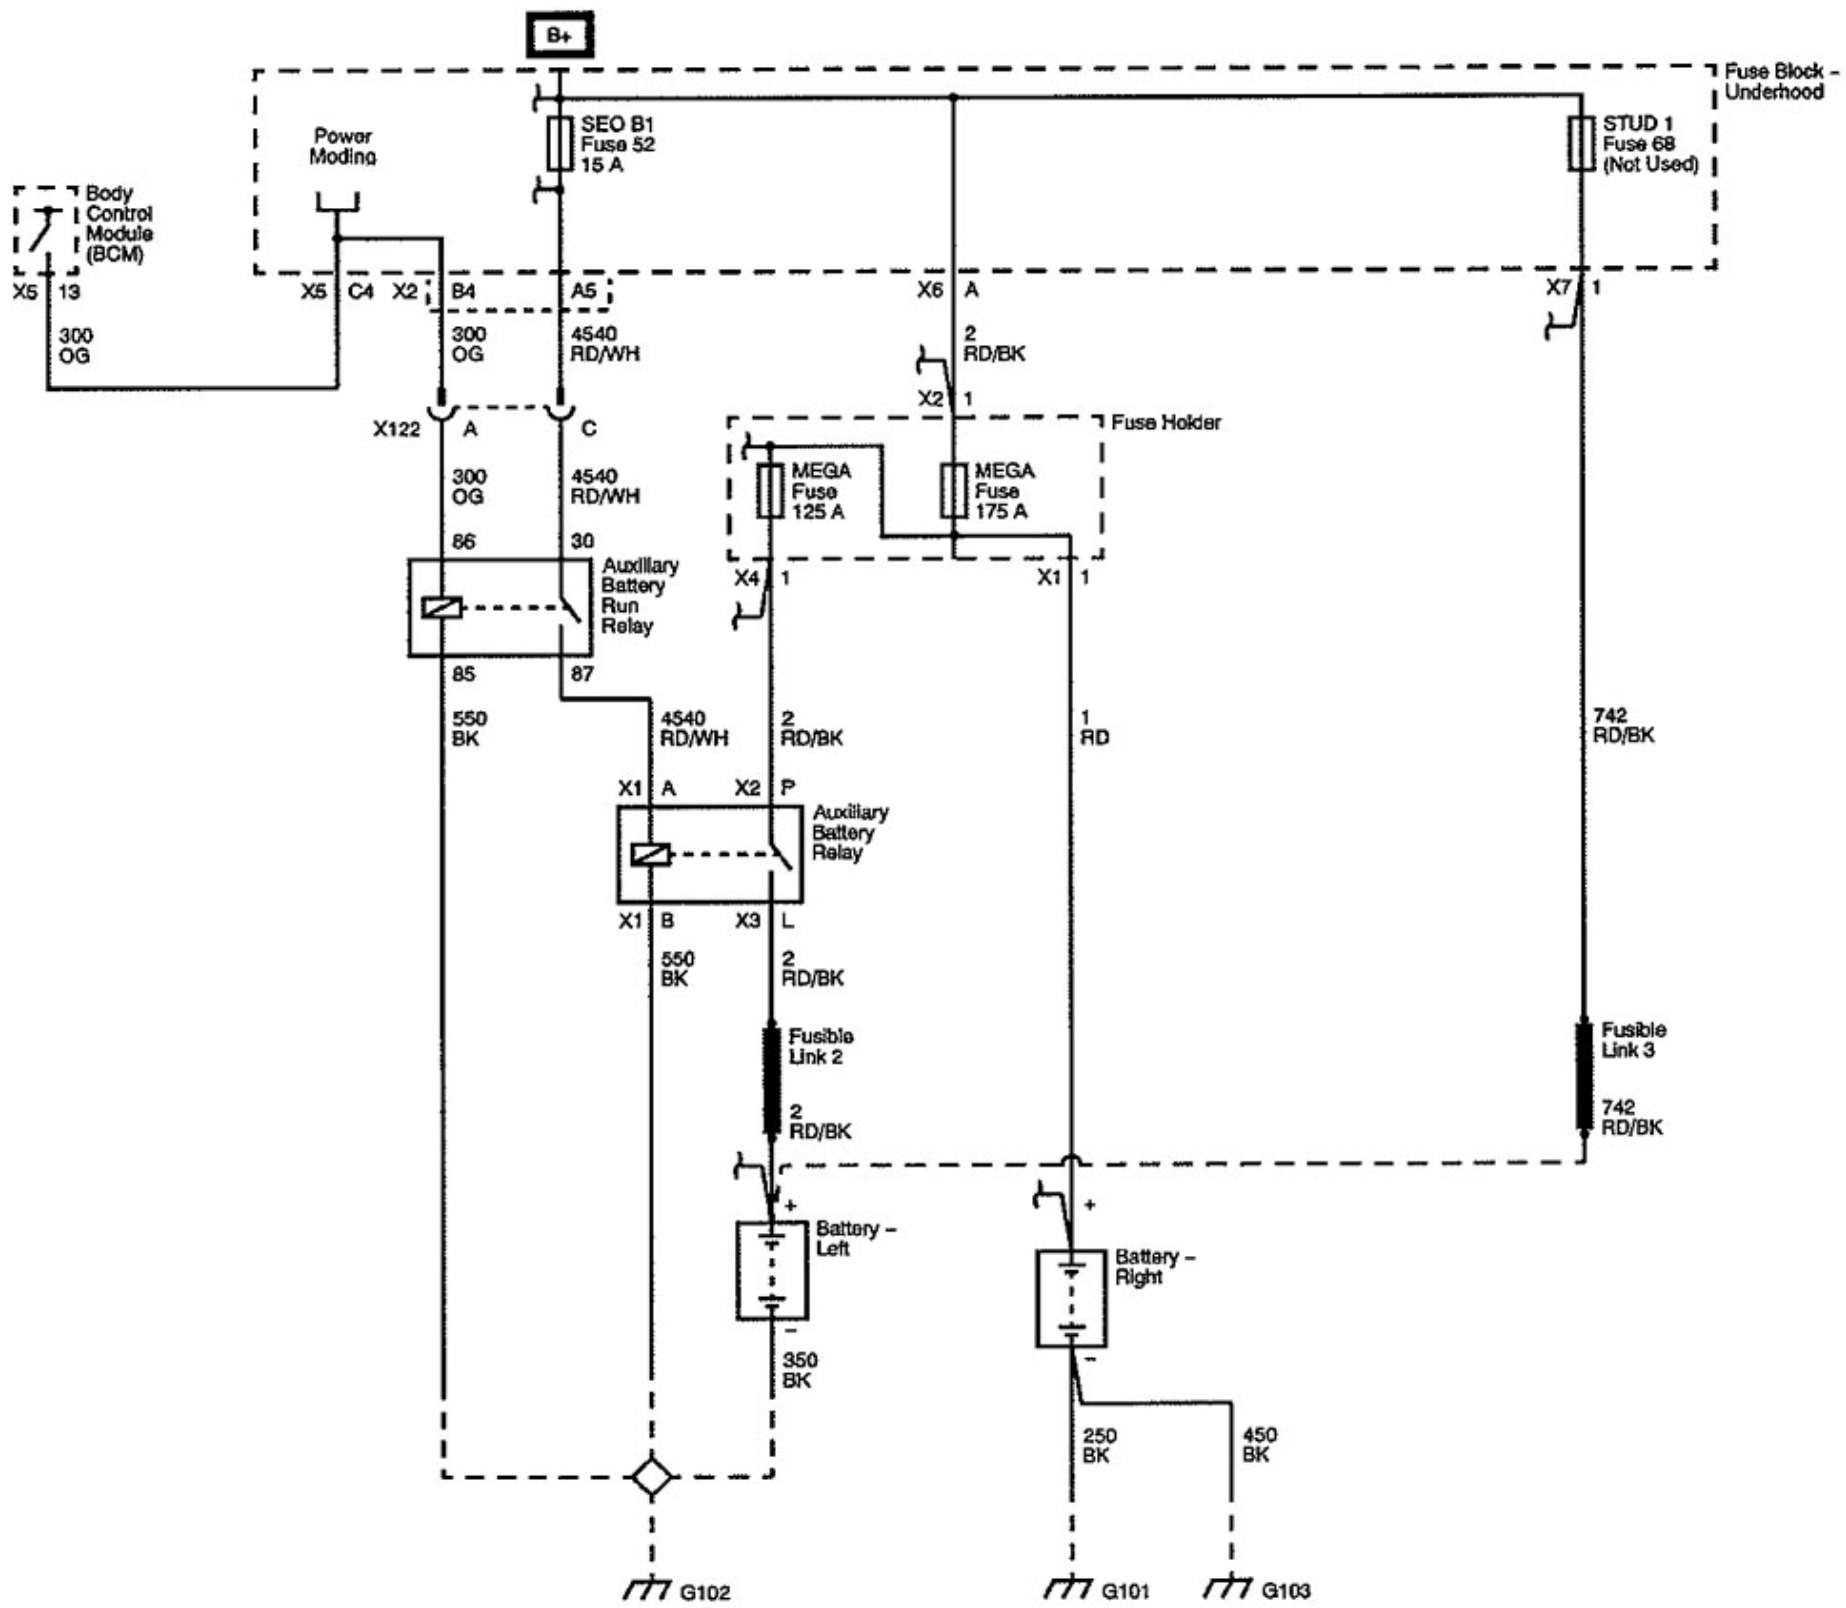 B+
Fuse Block –
Underhood
Power
Moding
SEO B1
Fuse 52
15 A
STUD 1
Fuse 68
(Not Used)
Body
Control
Module
(BCM)
X5 13
X5 C4
X2 B4
A5
X6 A
X7 1
300
OG
300
OG
4540
RD/WH
2
RD/BK
X2 1
X122 A
C
Fuse Holder
300
OG
4540
RD/WH
MEGA
Fuse
125 A
MEGA
Fuse
175 A
86
30
Auxiliary
Battery
Run
Relay
X4 1
X1 1
85
87
550
BK
4540
RD/WH
2
RD/BK
1
RD
742
RD/BK
X1 A
X2 P
Auxiliary
Battery
Relay
X1 B
X3 L
550
BK
2
RD/BK
Fusible
Link 2
Fusible
Link 3
2
RD/BK
742
RD/BK
+
+
Battery –
Left
Battery –
Right
–
–
350
BK
250
BK
450
BK
G102
G101
G103